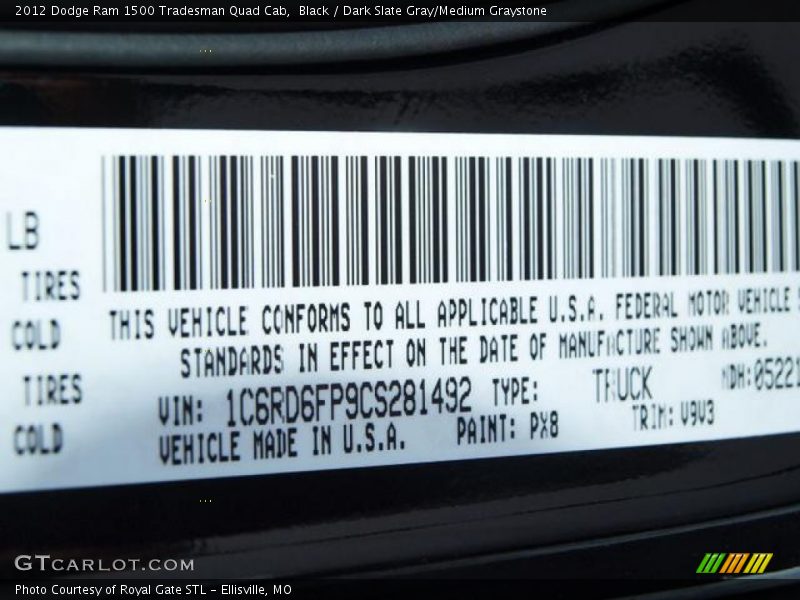 2012 Dodge Ram 1500 Tradesman Quad Cab,  Black / Dark Slate Gray/Medium Graystone
LB
TIRES
COLD
TIRES
COLD
THIS VEHICLE CONFORMS TO ALL APPLICABLE U.S.A. FEDERAL MOTOR VEHICLE
STANDARDS IN EFFECT ON THE DATE OF MANUFACTURE SHOWN ABOVE.
VIN: 1C6RD6FP9CS281492 TYPE: TRUCK MDH:05221
VEHICLE MADE IN U.S.A. PAINT: PX8 TRIM: V9V3
GTCARLOT.COM
Photo Courtesy of Royal Gate STL – Ellisville, MO